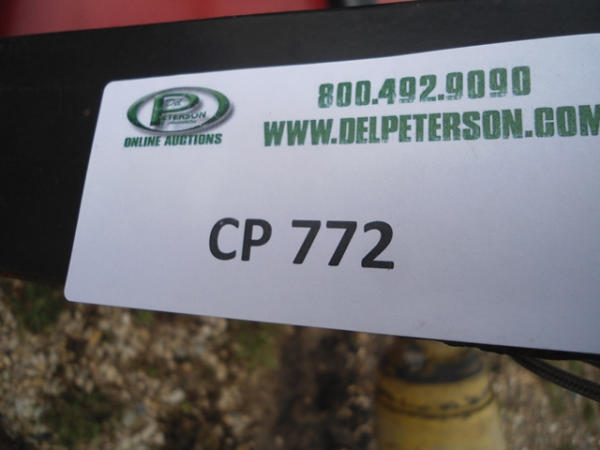 Del
PETERSON
ONLINE AUCTIONS
800.492.9090
WWW.DELPETERSON.COM
CP 772